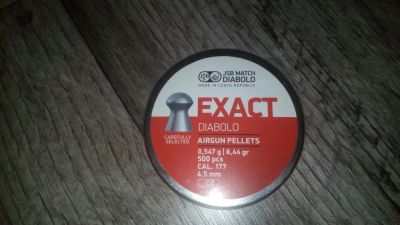 JSB MATCH
DIABOLO
MADE IN CZECH REPUBLIC
EXACT
DIABOLO
CAREFULLY
SELECTED
AIRGUN PELLETS
0,547 g | 8,44 gr
500 pcs
CAL. 177
4.5 mm